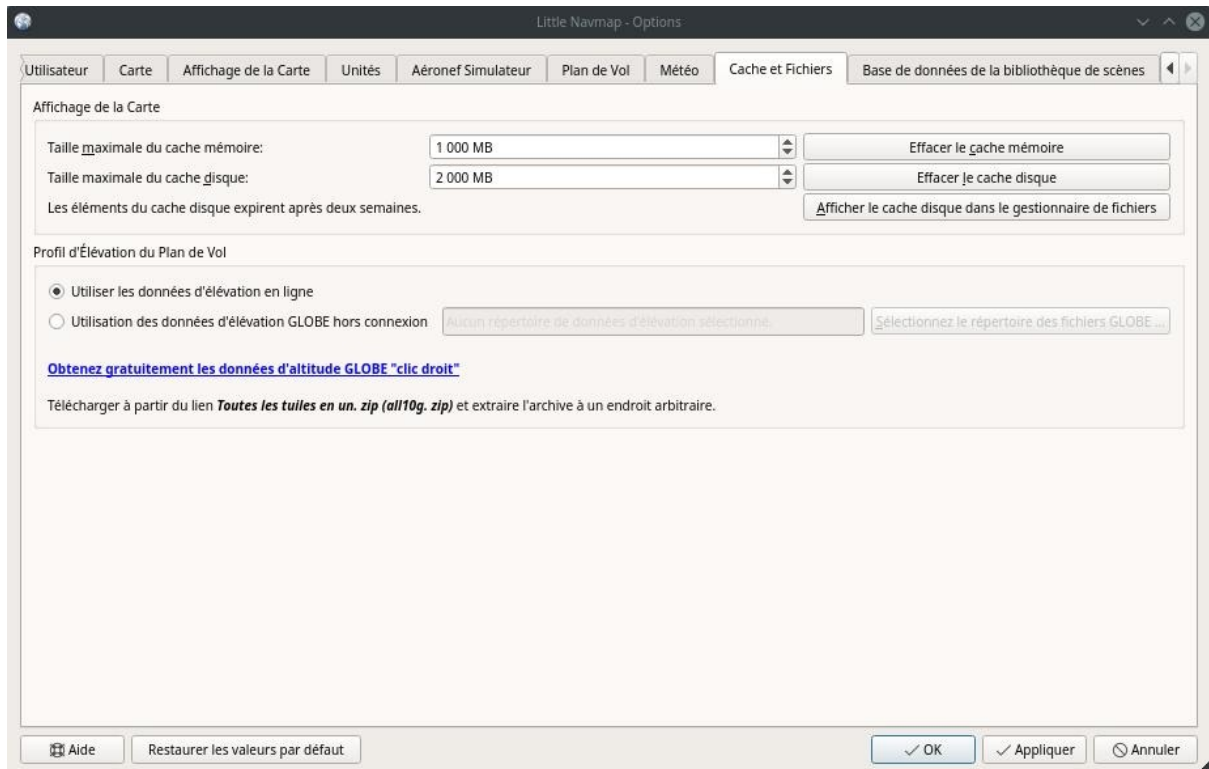 Little Navmap - Options
Utilisateur Carte Affichage de la Carte Unités Aéronef Simulateur Plan de Vol Météo Cache et Fichiers Base de données de la bibliothèque de scènes
Affichage de la Carte
Taille maximale du cache mémoire: 1 000 MB Effacer le cache mémoire
Taille maximale du cache disque: 2 000 MB Effacer le cache disque
Les éléments du cache disque expirent après deux semaines. Afficher le cache disque dans le gestionnaire de fichiers
Profil d'Élévation du Plan de Vol
Utiliser les données d'élévation en ligne
Utilisation des données d'élévation GLOBE hors connexion Aucun répertoire de données d'élévation sélectionné. Sélectionnez le répertoire des fichiers GLOBE ...
Obtenez gratuitement les données d'altitude GLOBE "clic droit"
Télécharger à partir du lien Toutes les tuiles en un. zip (all10g. zip) et extraire l'archive à un endroit arbitraire.
Aide Restaurer les valeurs par défaut OK Appliquer Annuler